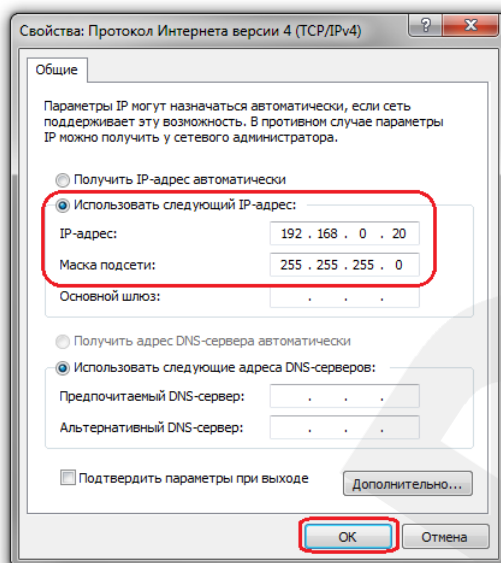 Свойства: Протокол Интернета версии 4 (TCP/IPv4)
Общие
Параметры IP могут назначаться автоматически, если сеть
поддерживает эту возможность. В противном случае параметры
IP можно получить у сетевого администратора.
Получить IP-адрес автоматически
Использовать следующий IP-адрес:
IP-адрес: 192 . 168 . 0 . 20
Маска подсети: 255 . 255 . 255 . 0
Основной шлюз: . . .
Получить адрес DNS-сервера автоматически
Использовать следующие адреса DNS-серверов:
Предпочитаемый DNS-сервер: . . .
Альтернативный DNS-сервер: . . .
Подтвердить параметры при выходе
Дополнительно...
OK Отмена